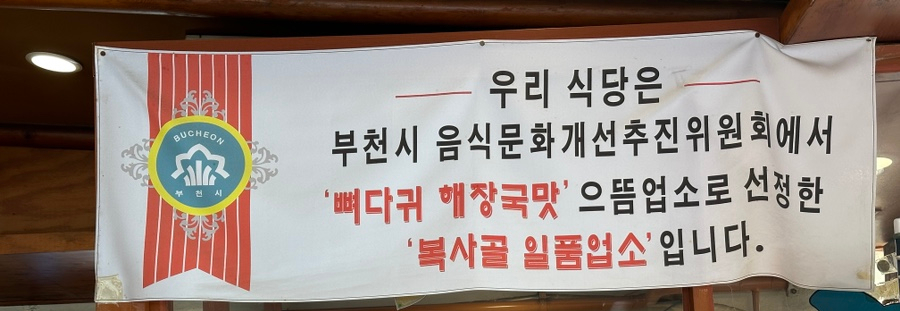 BUCHEON
부천시
우리 식당은
부천시 음식문화개선추진위원회에서
'뼈다귀 해장국맛' 으뜸업소로 선정한
'복사골 일품업소'입니다.